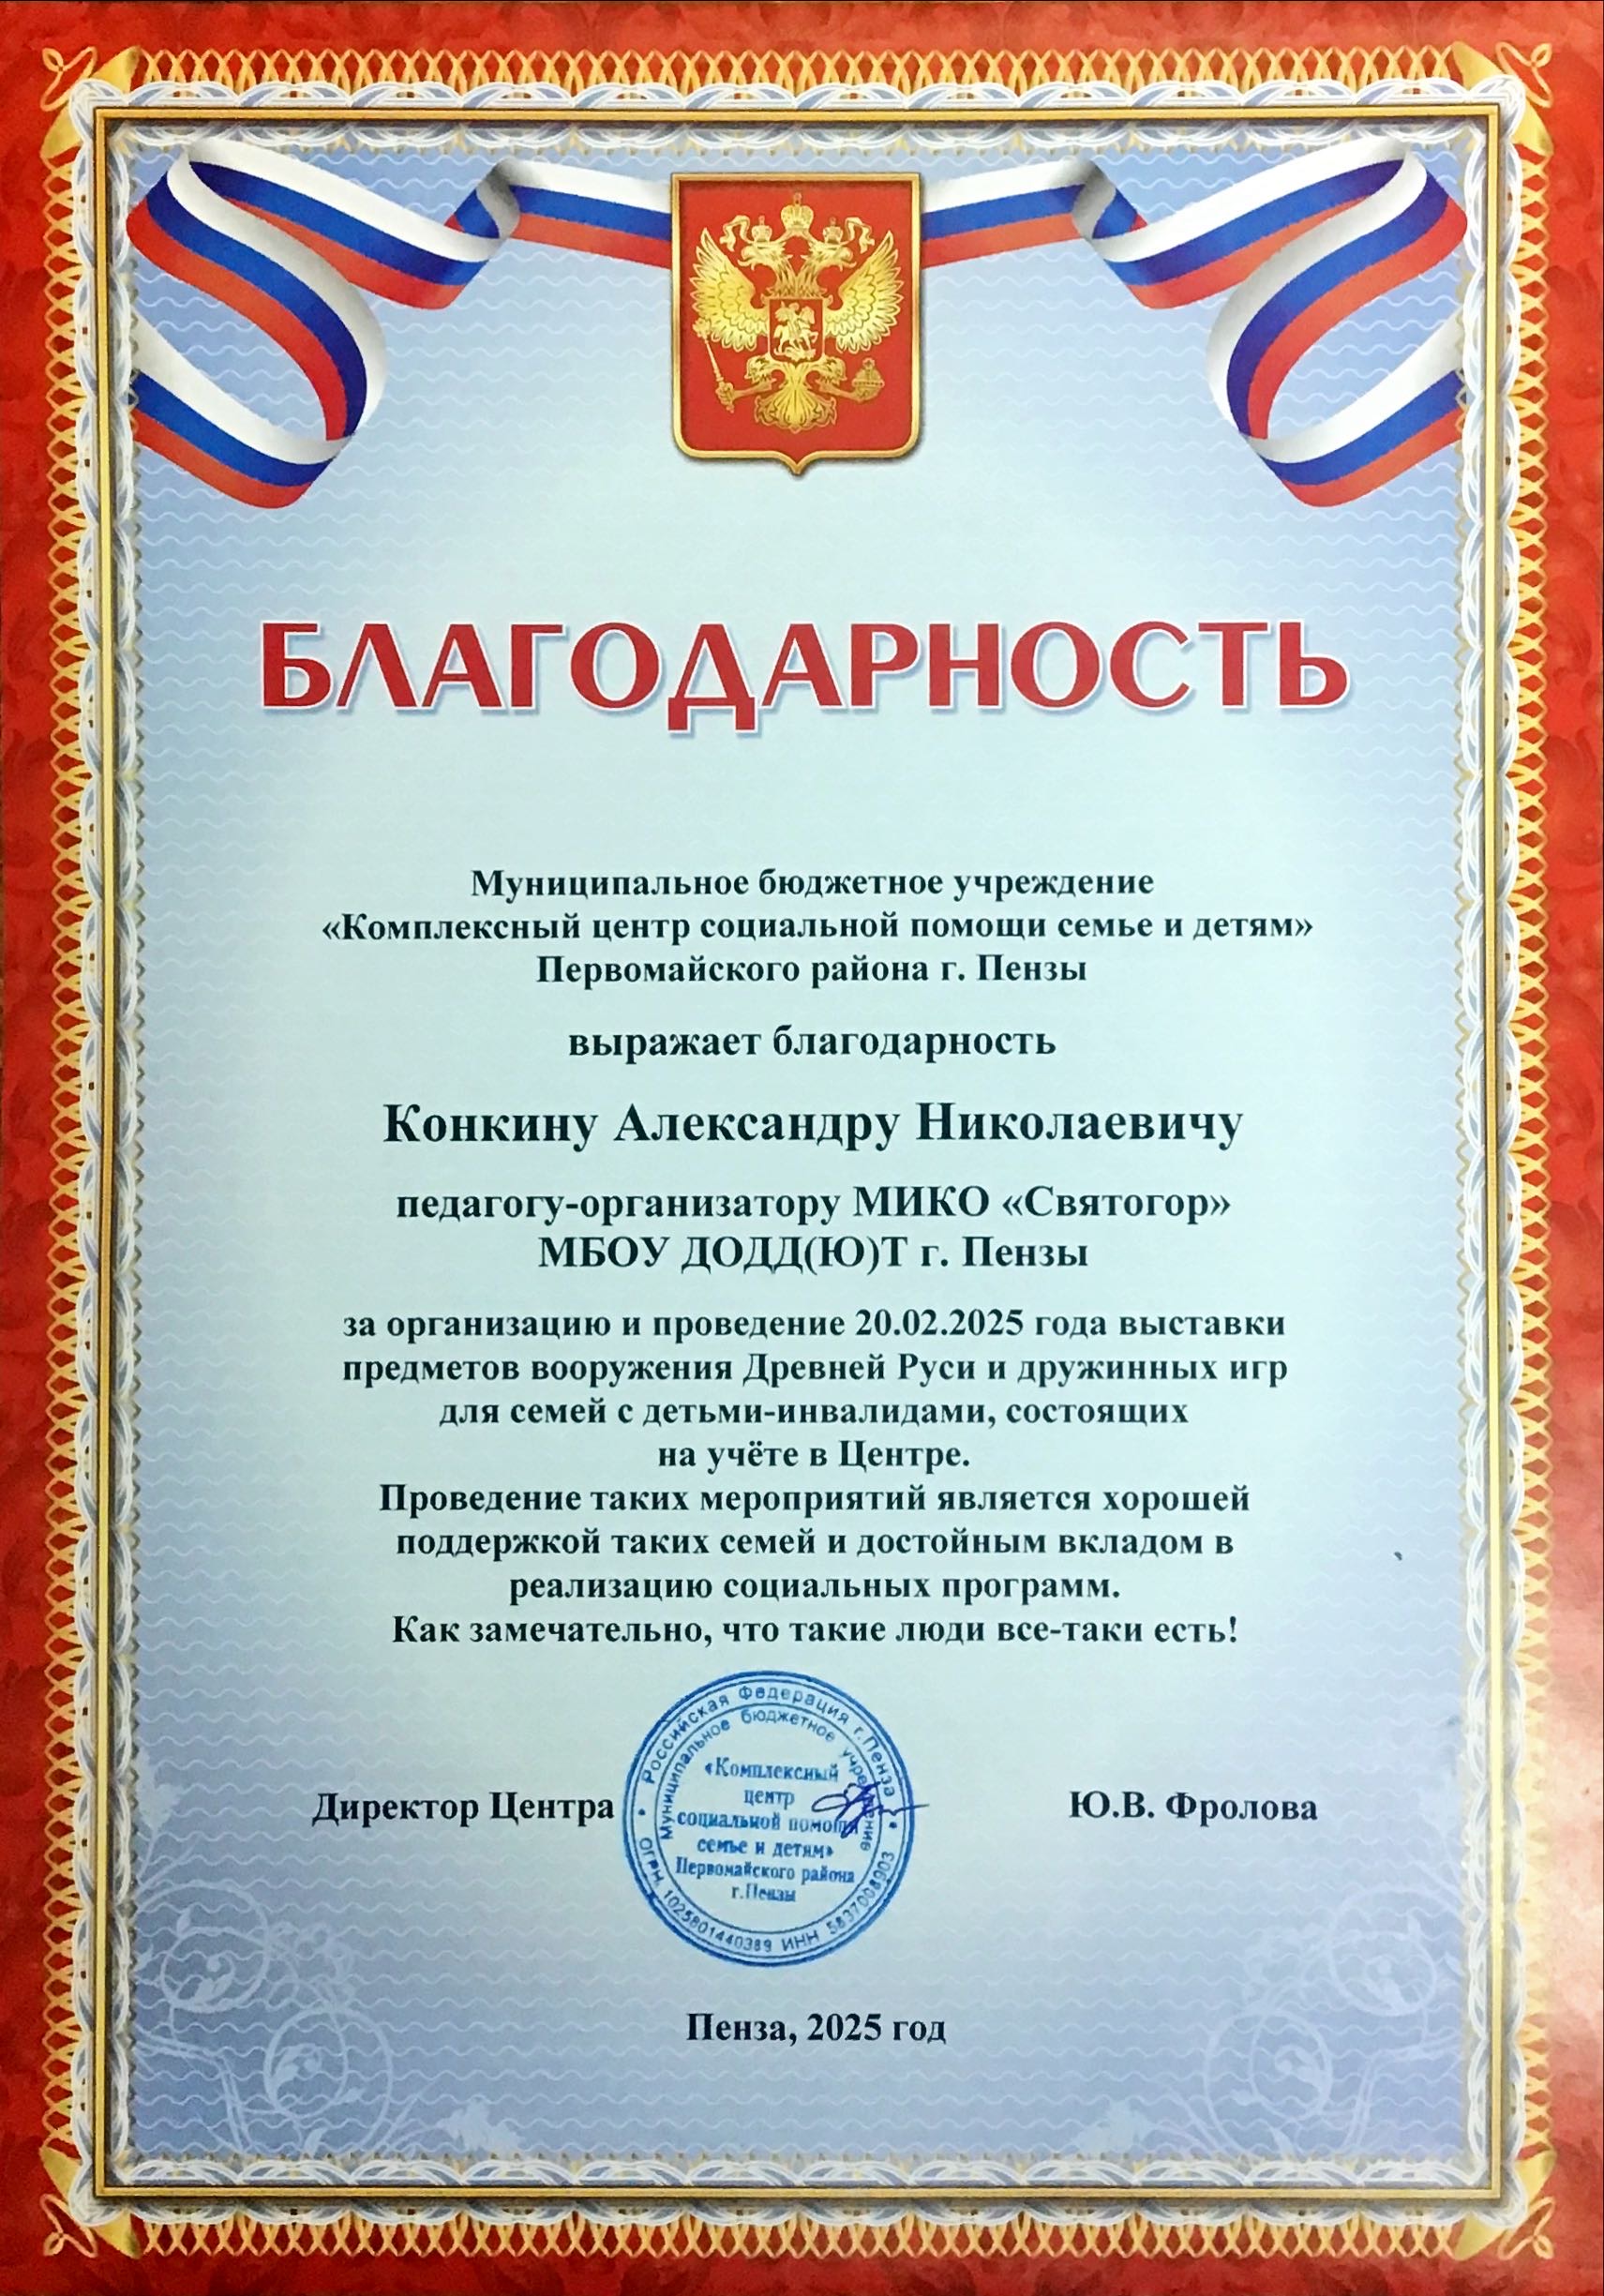 БЛАГОДАРНОСТЬ
Муниципальное бюджетное учреждение
«Комплексный центр социальной помощи семье и детям»
Первомайского района г. Пензы
выражает благодарность
Конкину Александру Николаевичу
педагогу-организатору МИКО «Святогор»
МБОУ ДОДД(Ю)Т г. Пензы
за организацию и проведение 20.02.2025 года выставки
предметов вооружения Древней Руси и дружинных игр
для семей с детьми-инвалидами, состоящих
на учёте в Центре.
Проведение таких мероприятий является хорошей
поддержкой таких семей и достойным вкладом в
реализацию социальных программ.
Как замечательно, что такие люди все-таки есть!
Российская Федерация г.Пенза
Муниципальное бюджетное учреждение
«Комплексный
центр
социальной помощи
семье и детям»
Первомайского района
г.Пензы
ОГРН 1025801440389 ИНН 5837008903
Директор Центра
Ю.В. Фролова
Пенза, 2025 год